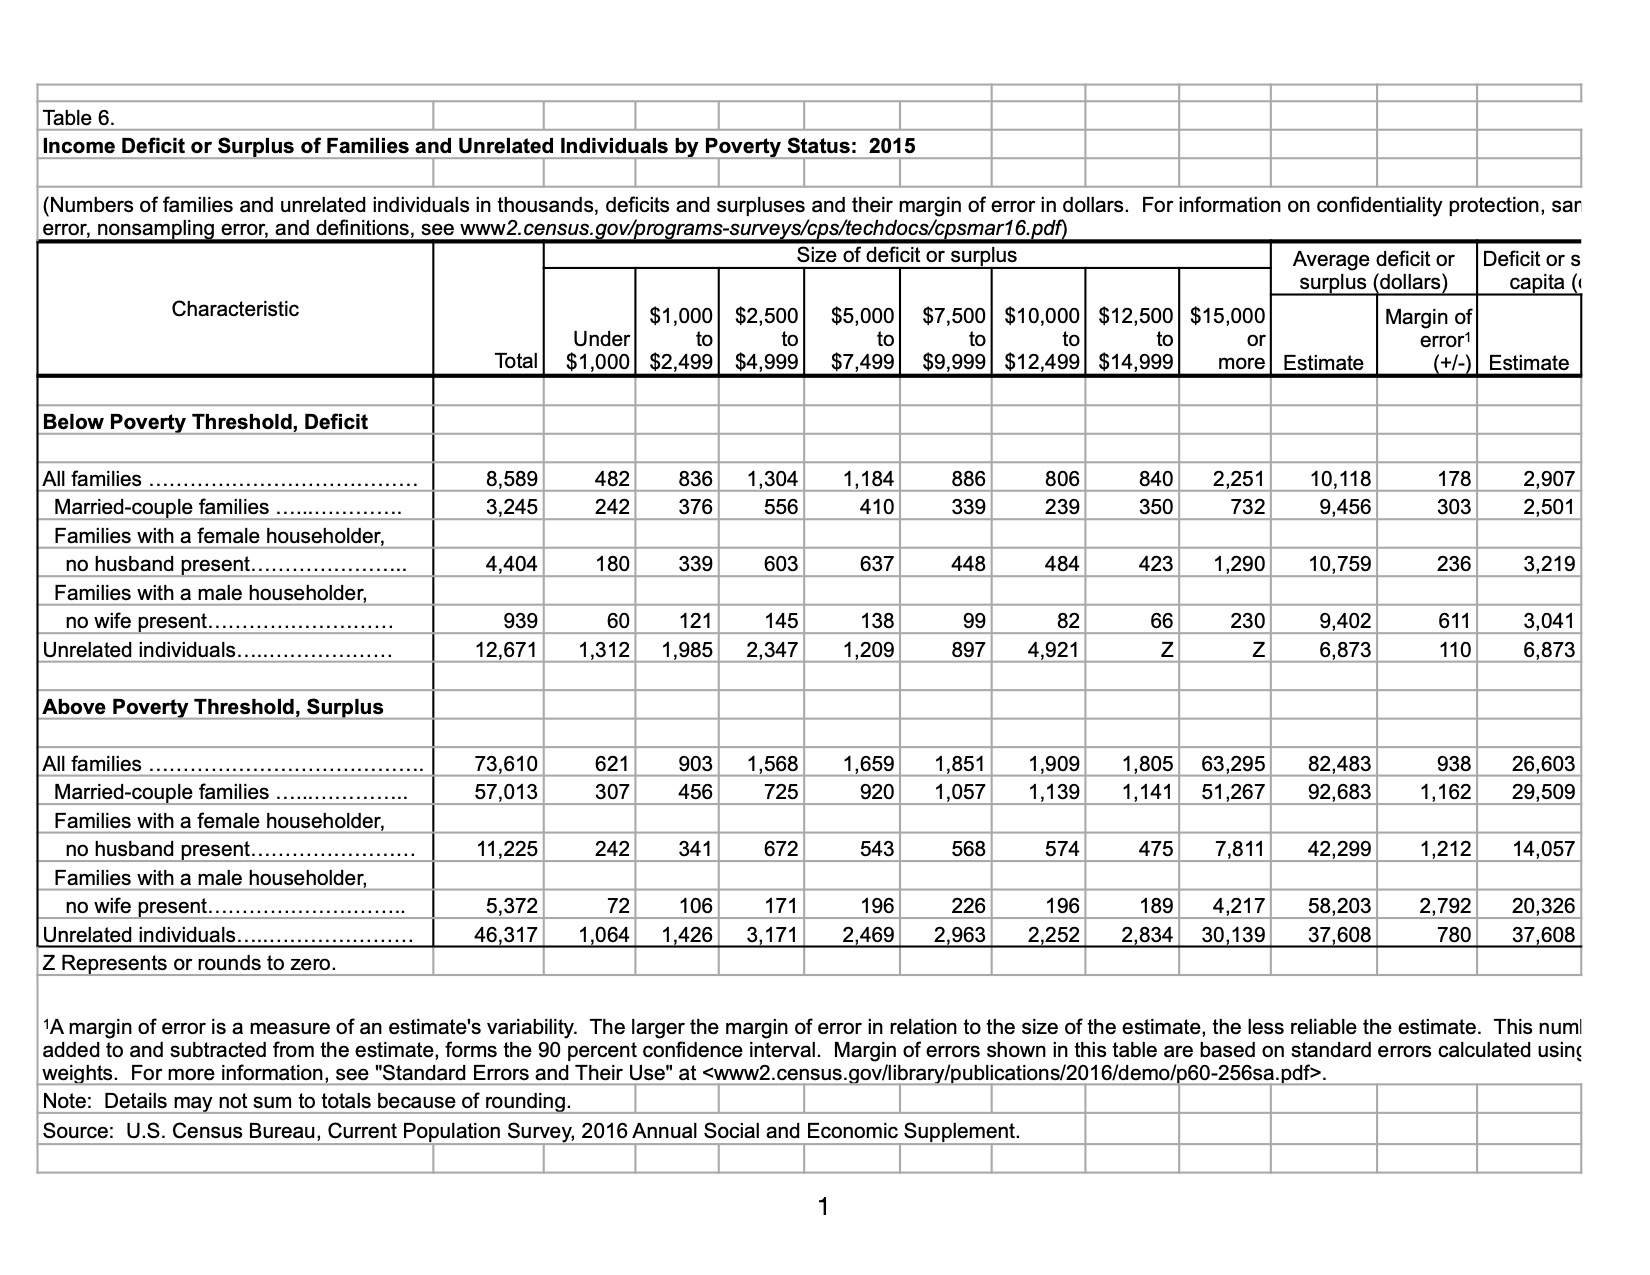 Table 6.
Income Deficit or Surplus of Families and Unrelated Individuals by Poverty Status:  2015
(Numbers of families and unrelated individuals in thousands, deficits and surpluses and their margin of error in dollars.  For information on confidentiality protection,
error, nonsampling error, and definitions, see www2.census.gov/programs-surveys/cps/techdocs/cpsmar16.pdf)
Characteristic
Total
Size of deficit or surplus
Under $1,000
$1,000 to $2,499
$2,500 to $4,999
$5,000 to $7,499
$7,500 to $9,999
$10,000 to $12,499
$12,500 to $14,999
$15,000 or more
Average deficit or
surplus (dollars)
Estimate
Margin of error¹ (+/-)
Deficit or
capita
Estimate
Below Poverty Threshold, Deficit
All families ………………………………… 8,589 482 836 1,304 1,184 886 806 840 2,251 10,118 178 2,907
Married-couple families …...………….. 3,245 242 376 556 410 339 239 350 732 9,456 303 2,501
Families with a female householder,
no husband present………………….. 4,404 180 339 603 637 448 484 423 1,290 10,759 236 3,219
Families with a male householder,
no wife present……………………… 939 60 121 145 138 99 82 66 230 9,402 611 3,041
Unrelated individuals…..……………… 12,671 1,312 1,985 2,347 1,209 897 4,921 Z Z 6,873 110 6,873
Above Poverty Threshold, Surplus
All families …………………………………. 73,610 621 903 1,568 1,659 1,851 1,909 1,805 63,295 82,483 938 26,603
Married-couple families …...………….. 57,013 307 456 725 920 1,057 1,139 1,141 51,267 92,683 1,162 29,509
Families with a female householder,
no husband present…………………… 11,225 242 341 672 543 568 574 475 7,811 42,299 1,212 14,057
Families with a male householder,
no wife present……………………….. 5,372 72 106 171 196 226 196 189 4,217 58,203 2,792 20,326
Unrelated individuals…..………………… 46,317 1,064 1,426 3,171 2,469 2,963 2,252 2,834 30,139 37,608 780 37,608
Z Represents or rounds to zero.
¹A margin of error is a measure of an estimate's variability.  The larger the margin of error in relation to the size of the estimate, the less reliable the estimate.  This
added to and subtracted from the estimate, forms the 90 percent confidence interval.  Margin of errors shown in this table are based on standard errors calculated
weights.  For more information, see "Standard Errors and Their Use" at <www2.census.gov/library/publications/2016/demo/p60-256sa.pdf>.
Note:  Details may not sum to totals because of rounding.
Source:  U.S. Census Bureau, Current Population Survey, 2016 Annual Social and Economic Supplement.
1